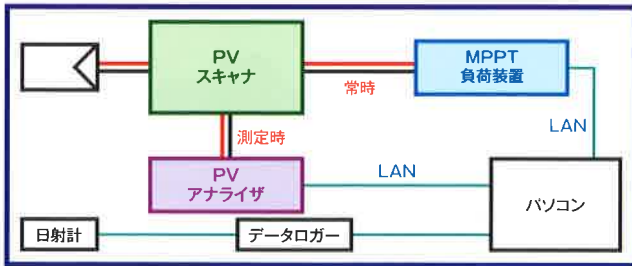 PV
スキャナ
MPPT
負荷装置
常時
測定時
LAN
PV
アナライザ
LAN
パソコン
日射計
データロガー